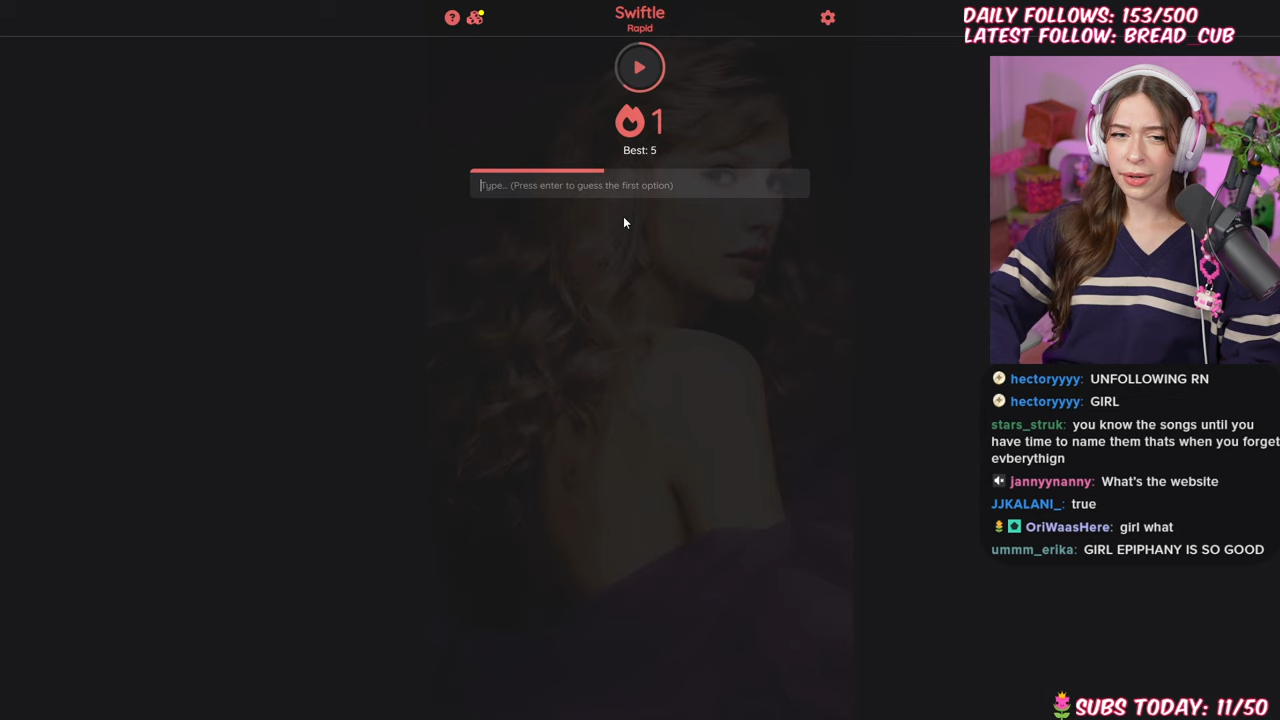 Swiftle
Rapid
1
Best: 5
Type... (Press enter to guess the first option)
DAILY FOLLOWS: 153/500
LATEST FOLLOW: BREAD_CUB
hectoryyyy: UNFOLLOWING RN
hectoryyyy: GIRL
stars_struk: you know the songs until you
have time to name them thats when you forget
evberythign
jannyynanny: What's the website
JJKALANI_: true
OriWaasHere: girl what
ummm_erika: GIRL EPIPHANY IS SO GOOD
SUBS TODAY: 11/50